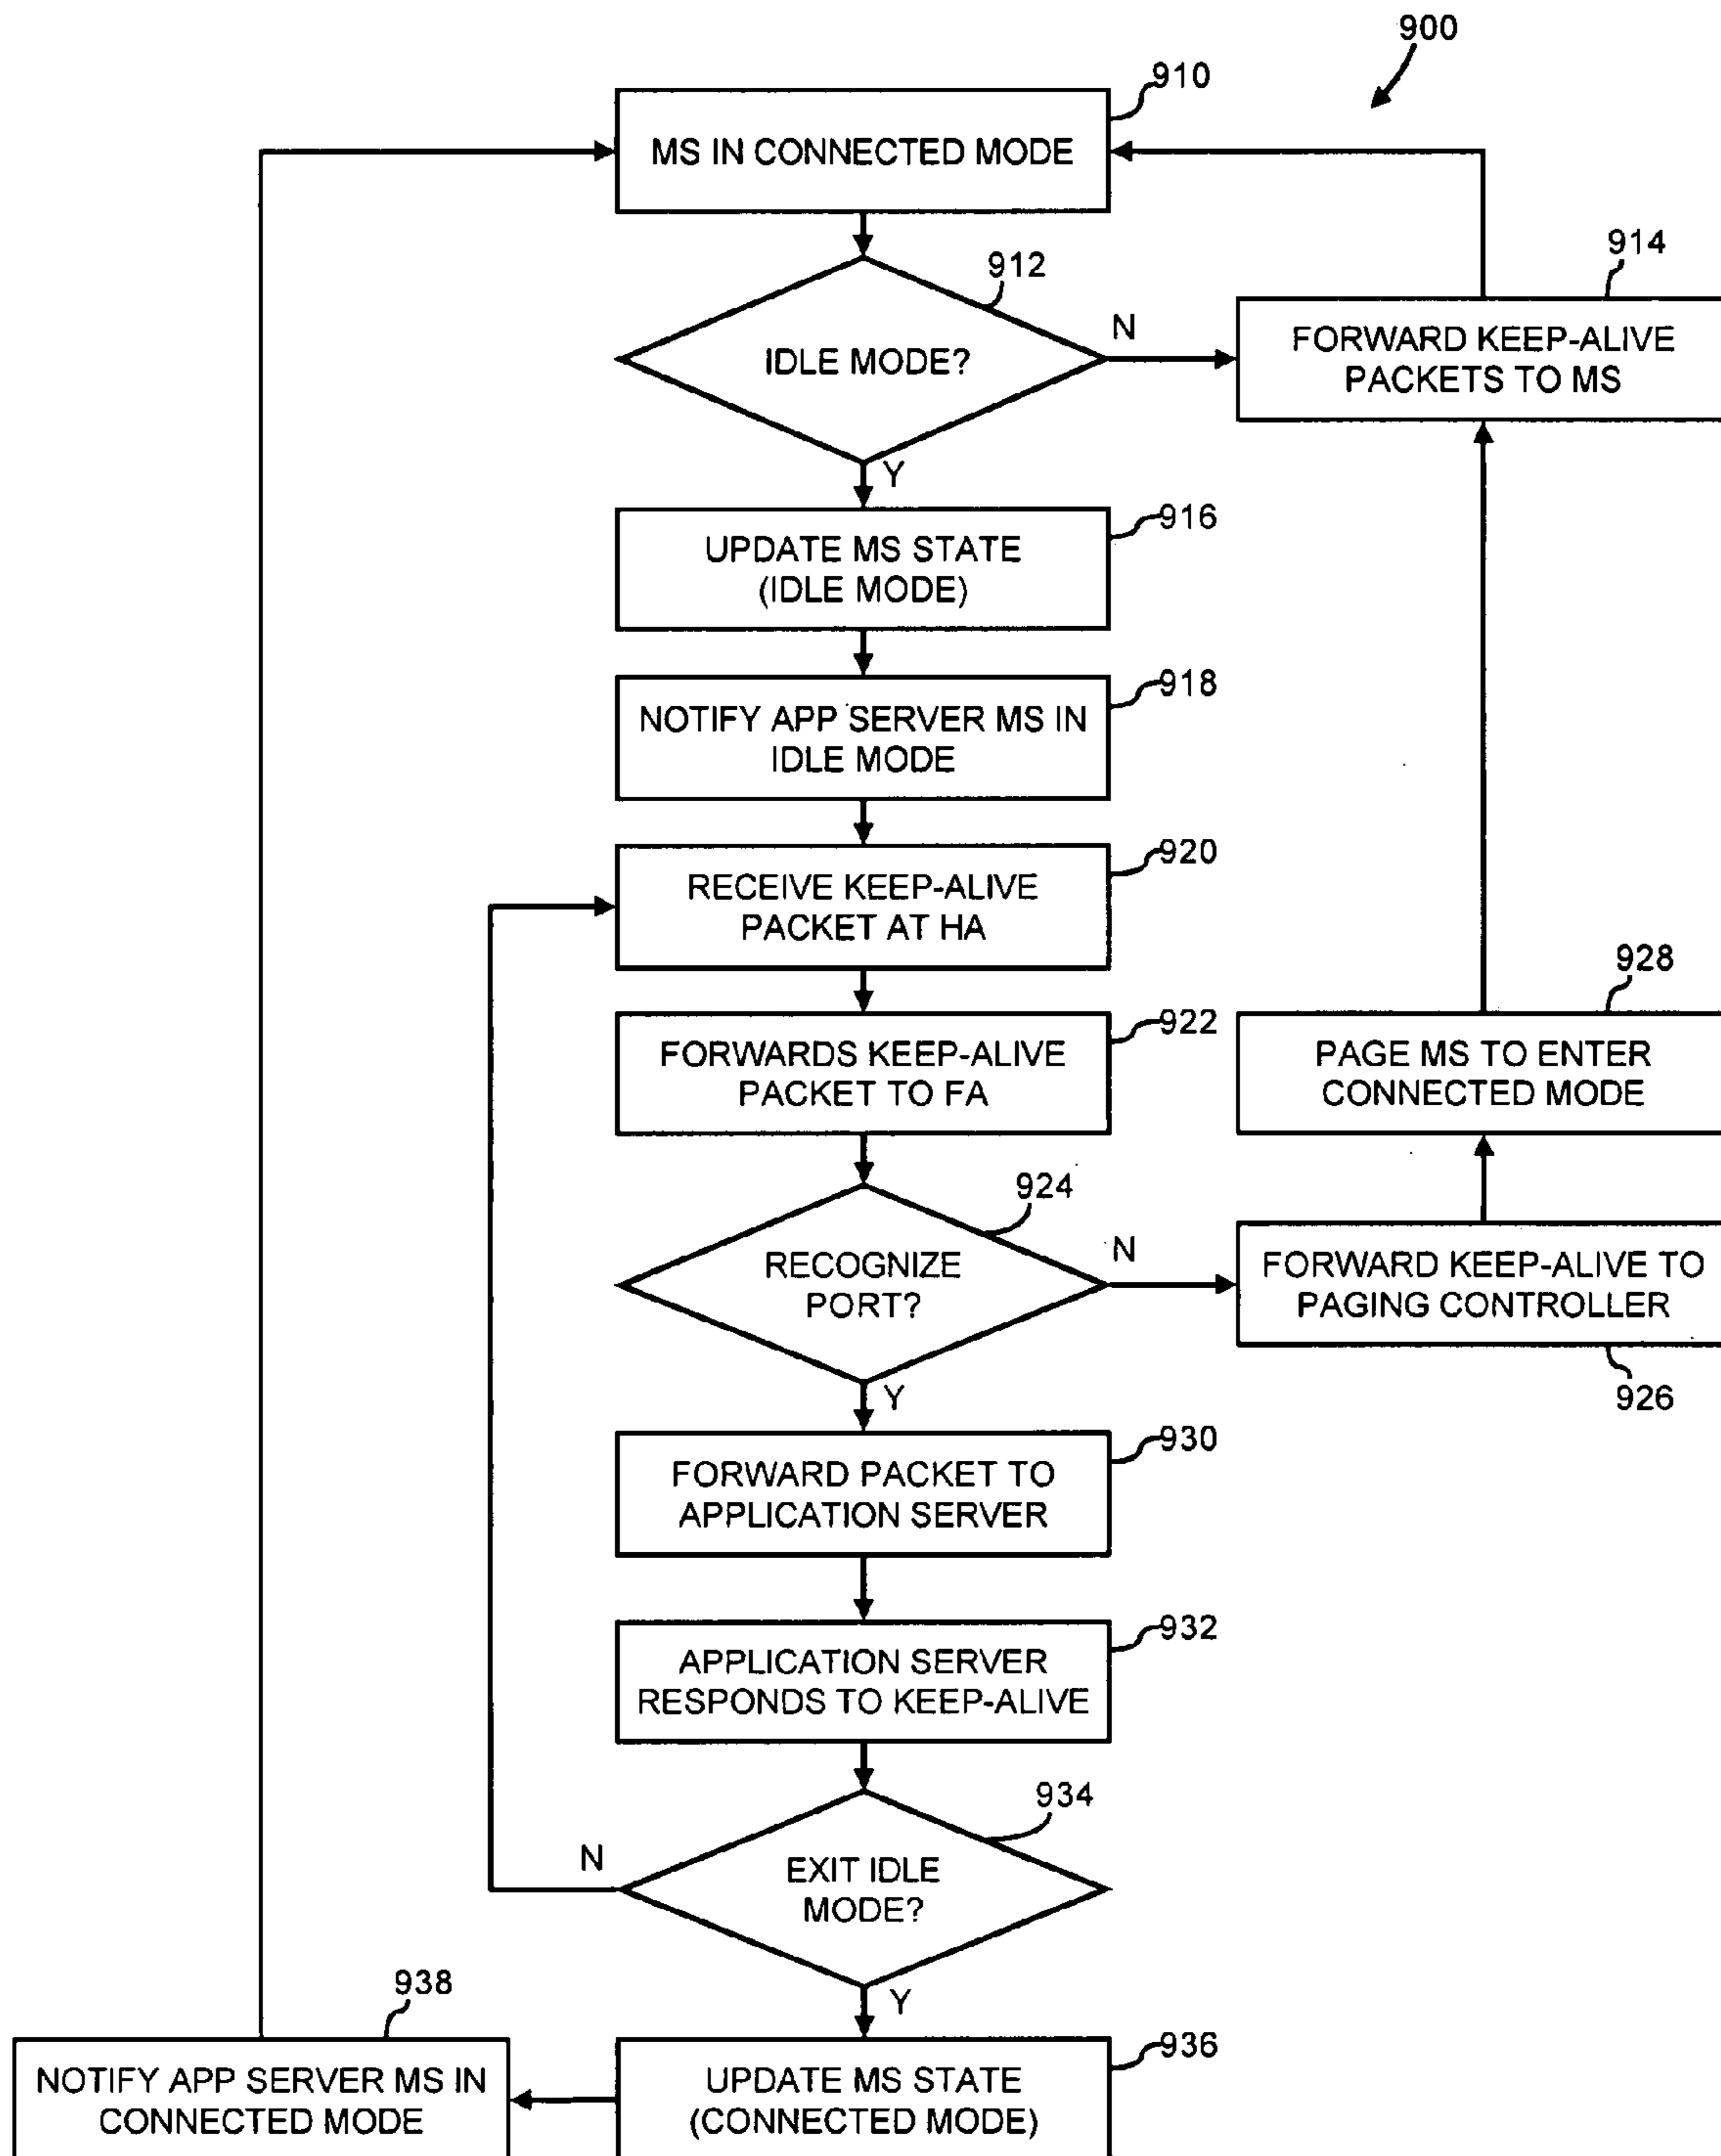 900
910
MS IN CONNECTED MODE
912
IDLE MODE?
N
914
FORWARD KEEP-ALIVE
PACKETS TO MS
Y
916
UPDATE MS STATE
(IDLE MODE)
918
NOTIFY APP SERVER MS IN
IDLE MODE
920
RECEIVE KEEP-ALIVE
PACKET AT HA
922
FORWARDS KEEP-ALIVE
PACKET TO FA
928
PAGE MS TO ENTER
CONNECTED MODE
924
RECOGNIZE
PORT?
N
FORWARD KEEP-ALIVE TO
PAGING CONTROLLER
926
Y
930
FORWARD PACKET TO
APPLICATION SERVER
932
APPLICATION SERVER
RESPONDS TO KEEP-ALIVE
934
EXIT IDLE
MODE?
N
Y
938
NOTIFY APP SERVER MS IN
CONNECTED MODE
936
UPDATE MS STATE
(CONNECTED MODE)